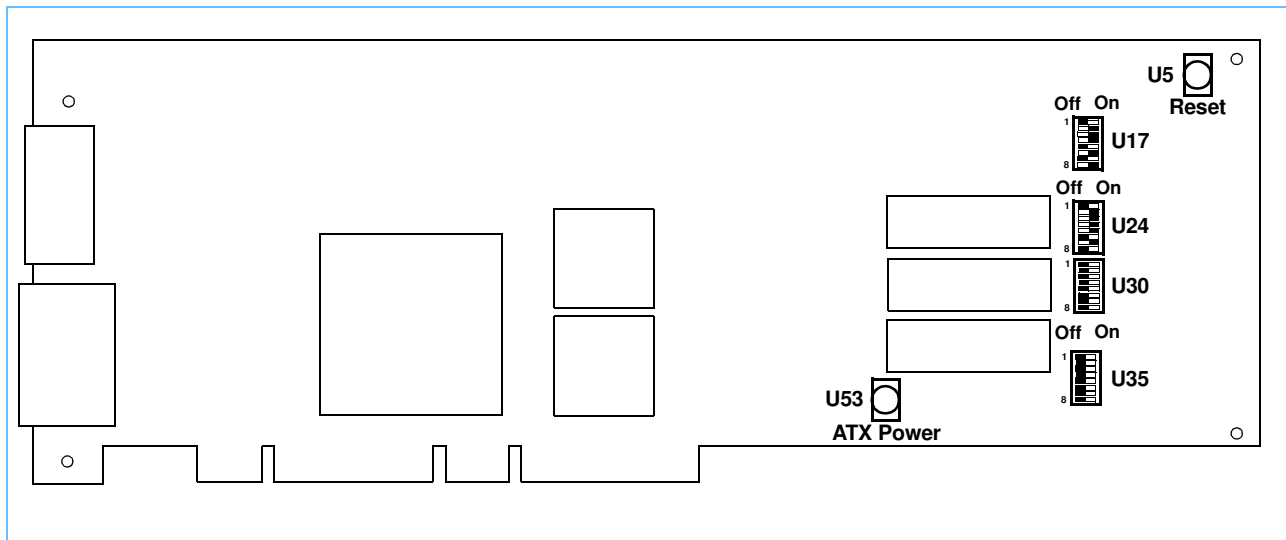 U5
Reset
Off On
1
U17
8
Off On
1
U24
8
1
U30
8
Off On
1
U35
8
U53
ATX Power